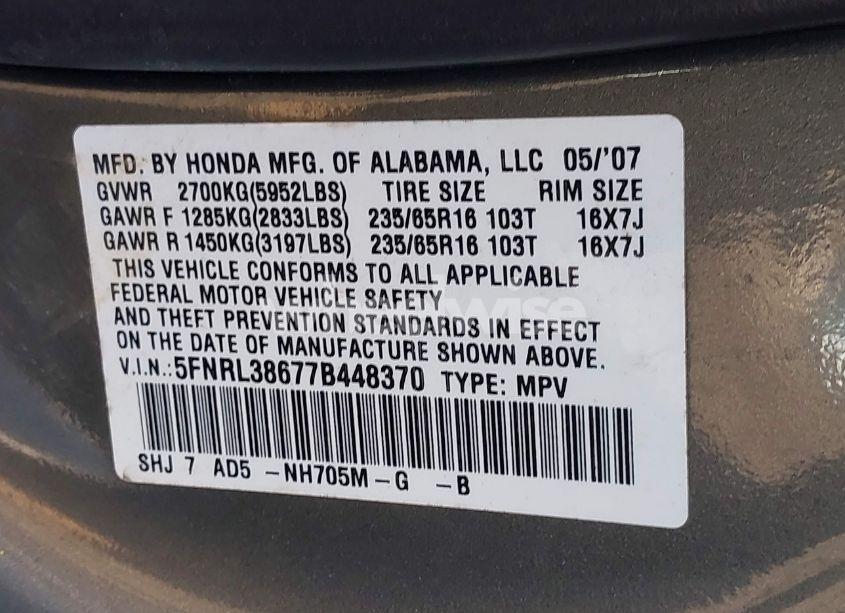 MFD. BY HONDA MFG. OF ALABAMA, LLC 05/'07
GVWR 2700KG(5952LBS) TIRE SIZE RIM SIZE
GAWR F 1285KG(2833LBS) 235/65R16 103T 16X7J
GAWR R 1450KG(3197LBS) 235/65R16 103T 16X7J
THIS VEHICLE CONFORMS TO ALL APPLICABLE
FEDERAL MOTOR VEHICLE SAFETY
AND THEFT PREVENTION STANDARDS IN EFFECT
ON THE DATE OF MANUFACTURE SHOWN ABOVE.
V.I.N.:5FNRL38677B448370 TYPE: MPV
SHJ 7 AD5 -NH705M-G -B